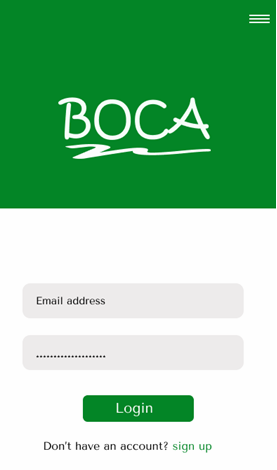 BOCA
Email address
....................
Login
Don't have an account? sign up